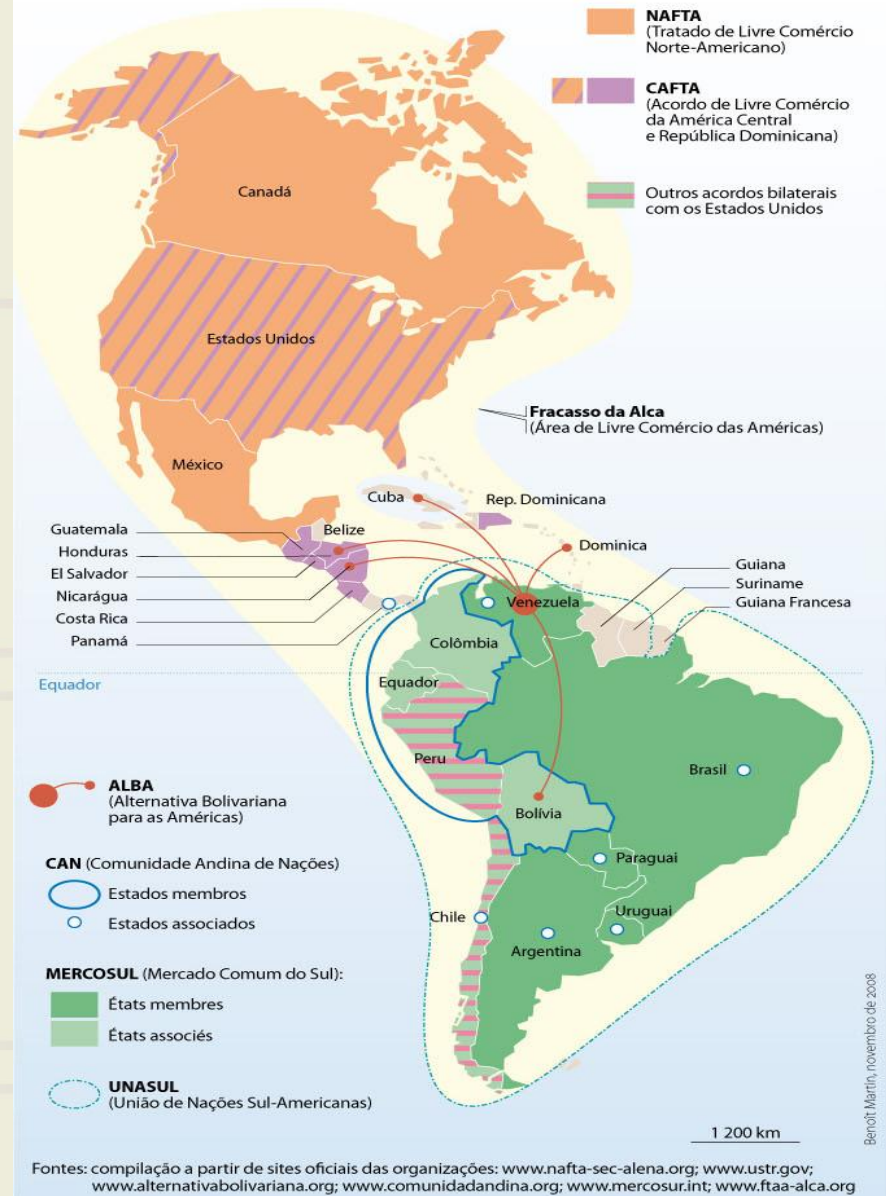 NAFTA
(Tratado de Livre Comércio
Norte-Americano)
CAFTA
(Acordo de Livre Comércio
da América Central
e República Dominicana)
Outros acordos bilaterais
com os Estados Unidos
Canadá
Estados Unidos
Fracasso da Alca
(Área de Livre Comércio das Américas)
México
Cuba
Rep. Dominicana
Guatemala
Belize
Honduras
Dominica
El Salvador
Guiana
Nicarágua
Suriname
Venezuela
Costa Rica
Guiana Francesa
Panamá
Colômbia
Equador
Equador
Peru
Brasil
Bolívia
Paraguai
Chile
Uruguai
Argentina
ALBA
(Alternativa Bolivariana
para as Américas)
CAN (Comunidade Andina de Nações)
Estados membros
Estados associados
MERCOSUL (Mercado Comum do Sul):
États membres
États associés
UNASUL
(União de Nações Sul-Americanas)
1 200 km
Benoît Martin, novembro de 2008
Fontes: compilação a partir de sites oficiais das organizações: www.nafta-sec-alena.org; www.ustr.gov;
www.alternativabolivariana.org; www.comunidadandina.org; www.mercosur.int; www.ftaa-alca.org